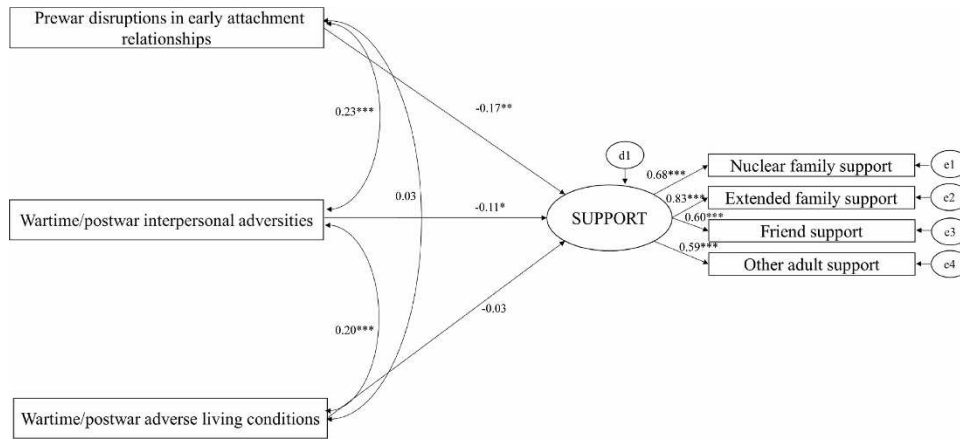 Prewar disruptions in early attachment
relationships
-0.17**
0.23***
d1
0.68***
Nuclear family support
e1
0.83***
Extended family support
e2
0.03
Wartime/postwar interpersonal adversities
-0.11*
SUPPORT
0.60***
Friend support
e3
0.59***
Other adult support
e4
-0.03
0.20***
Wartime/postwar adverse living conditions